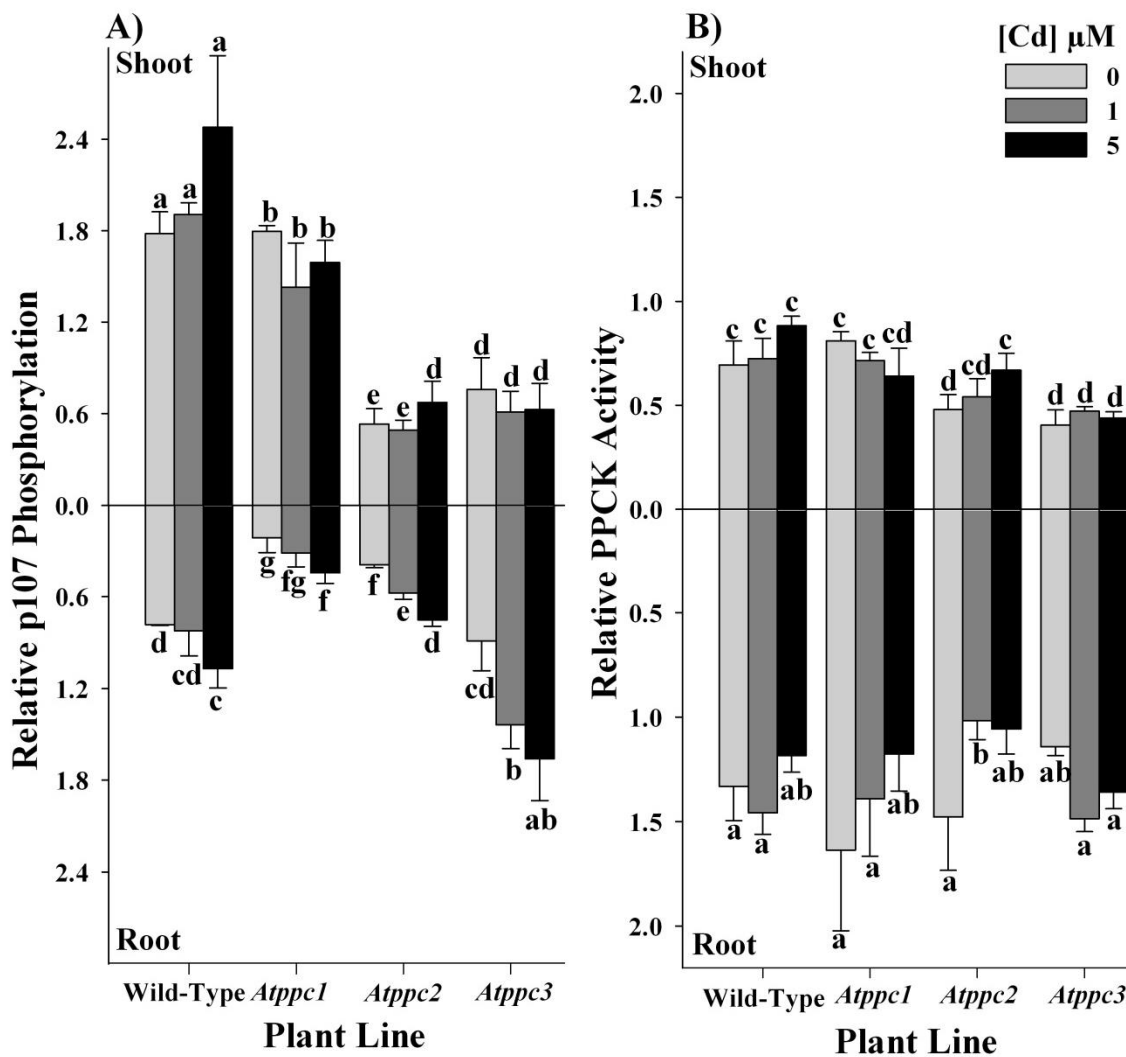 A)
Shoot
a
a
a
b
b
b
e
e
d
d
d
d
2.4
1.8
1.2
0.6
0.0
0.6
1.2
1.8
2.4
Relative p107 Phosphorylation
d
cd
c
g
fg
f
f
e
d
cd
b
ab
Root
Wild-Type Atppc1 Atppc2 Atppc3
Plant Line
B)
Shoot
[Cd] µM
0
1
5
2.0
1.5
1.0
0.5
0.0
0.5
1.0
1.5
2.0
Relative PPCK Activity
c
c
c
c
c
cd
d
cd
c
d
d
d
a
a
ab
a
a
ab
a
b
ab
ab
a
a
Root
Wild-Type Atppc1 Atppc2 Atppc3
Plant Line